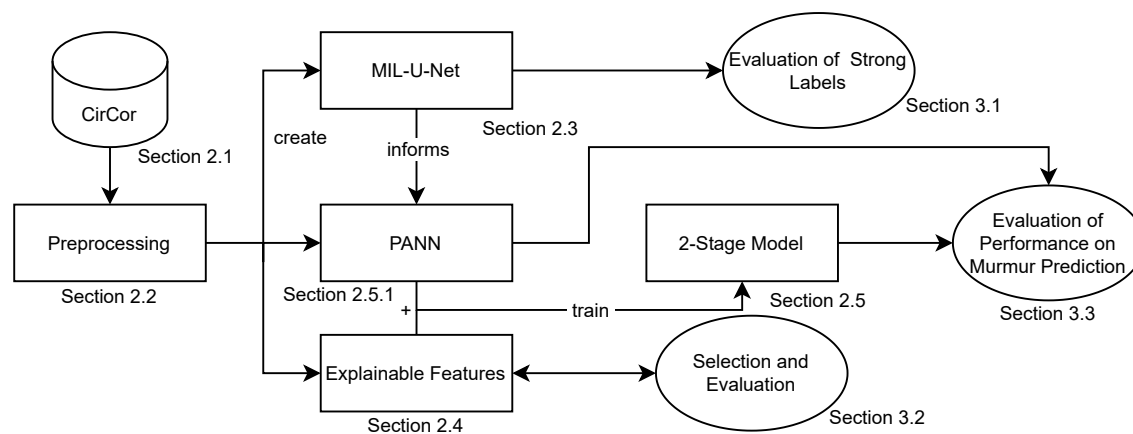 CirCor
Section 2.1
Preprocessing
Section 2.2
create
MIL-U-Net
Section 2.3
informs
Evaluation of Strong
Labels
Section 3.1
PANN
Section 2.5.1
+
train
2-Stage Model
Section 2.5
Evaluation of
Performance on
Murmur Prediction
Section 3.3
Explainable Features
Section 2.4
Selection and
Evaluation
Section 3.2